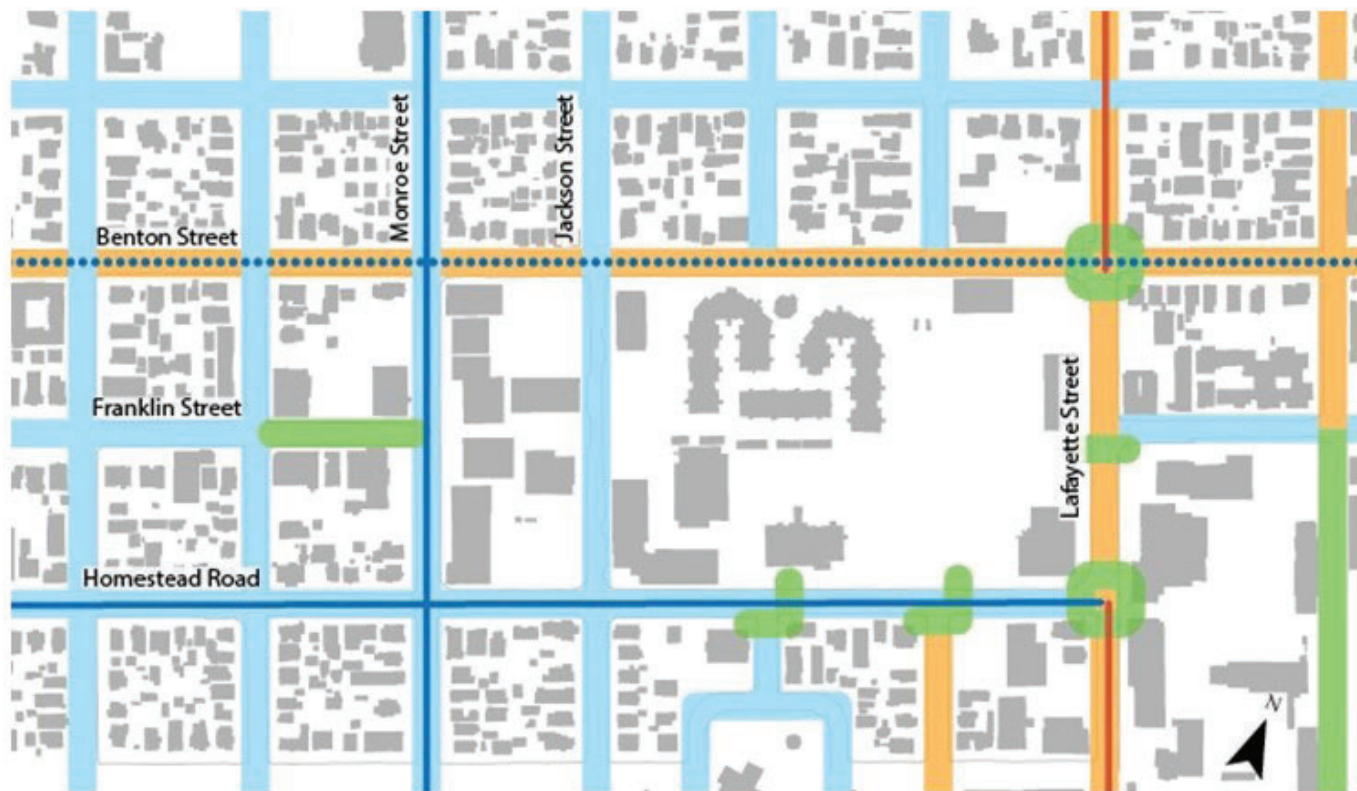 Monroe Street
Jackson Street
Benton Street
Franklin Street
Lafayette Street
Homestead Road
N